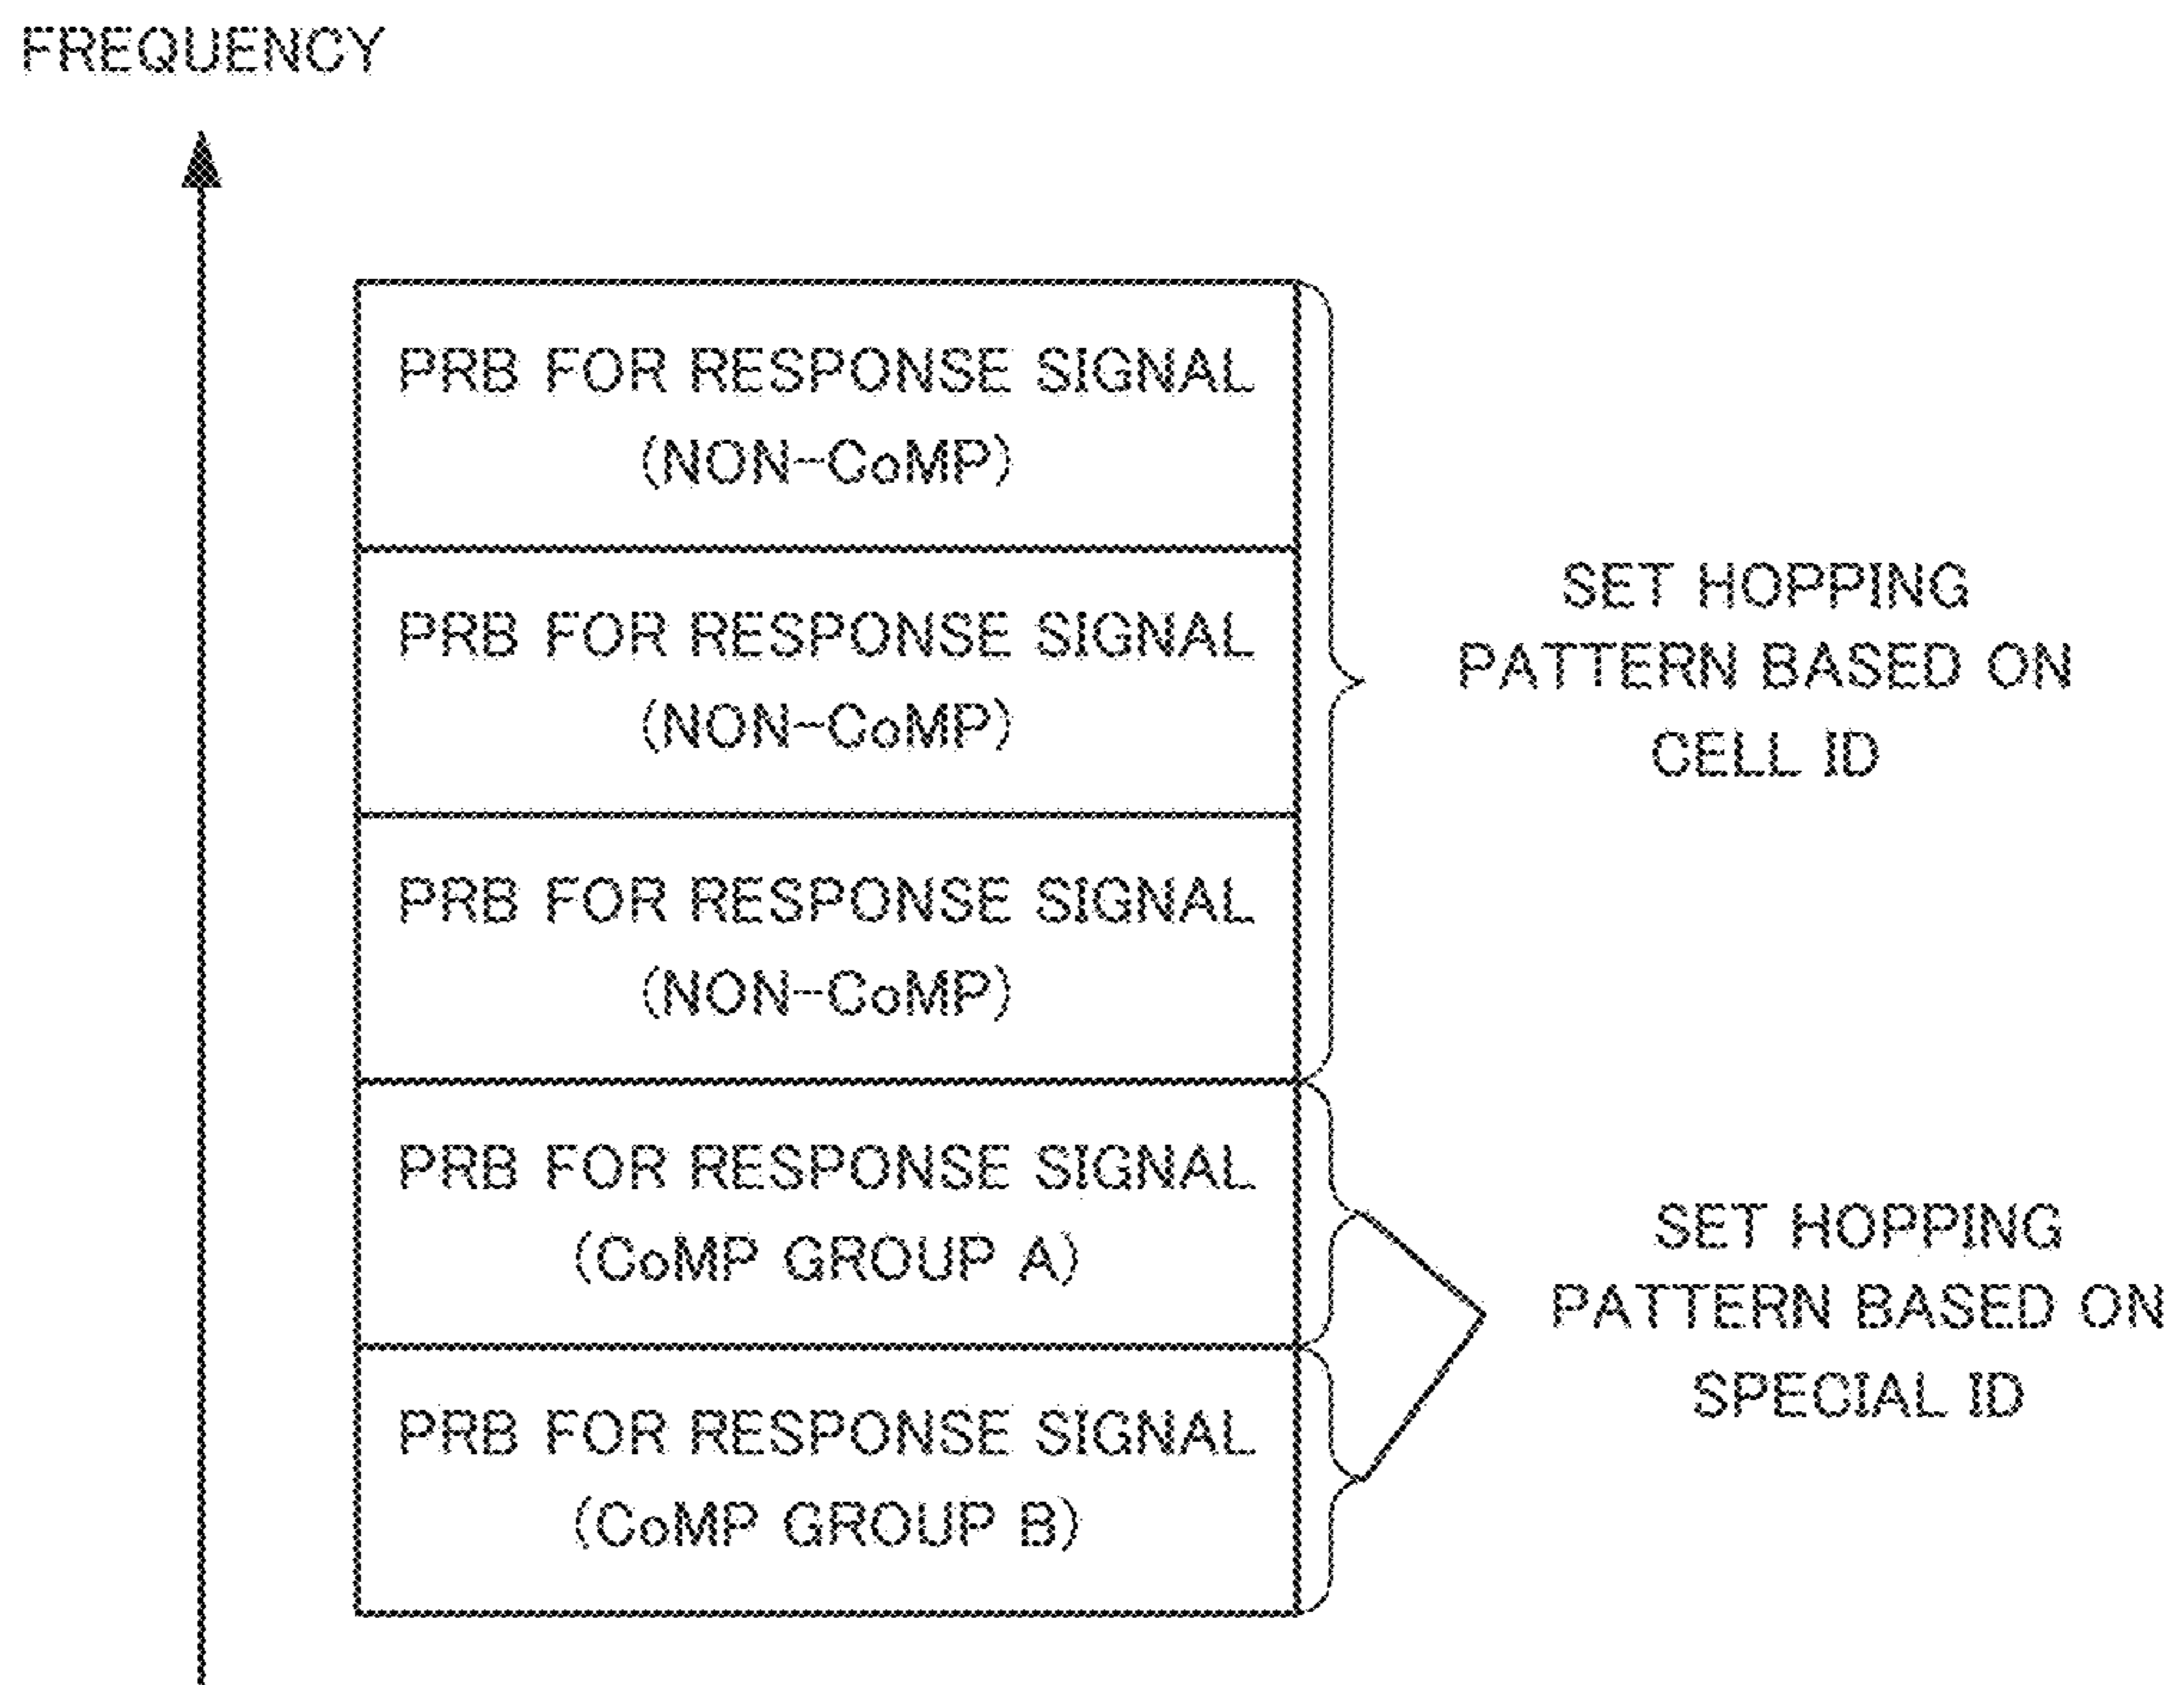 FREQUENCY
PRB FOR RESPONSE SIGNAL
(NON-CoMP)
PRB FOR RESPONSE SIGNAL
(NON-CoMP)
PRB FOR RESPONSE SIGNAL
(NON-CoMP)
SET HOPPING
PATTERN BASED ON
CELL ID
PRB FOR RESPONSE SIGNAL
(CoMP GROUP A)
PRB FOR RESPONSE SIGNAL
(CoMP GROUP B)
SET HOPPING
PATTERN BASED ON
SPECIAL ID